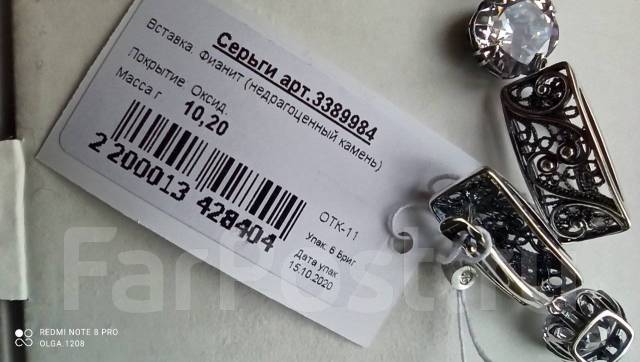 Серьги арт.3389984
Вставка Фианит (недрагоценный камень)
Покрытие Оксид.
Масса г 10,20
2 200013 428404
ОТК-11
Упак. 6 Бриг.
Дата упак
15.10.2020
FarPost.ru
REDMI NOTE 8 PRO
OLGA.1208